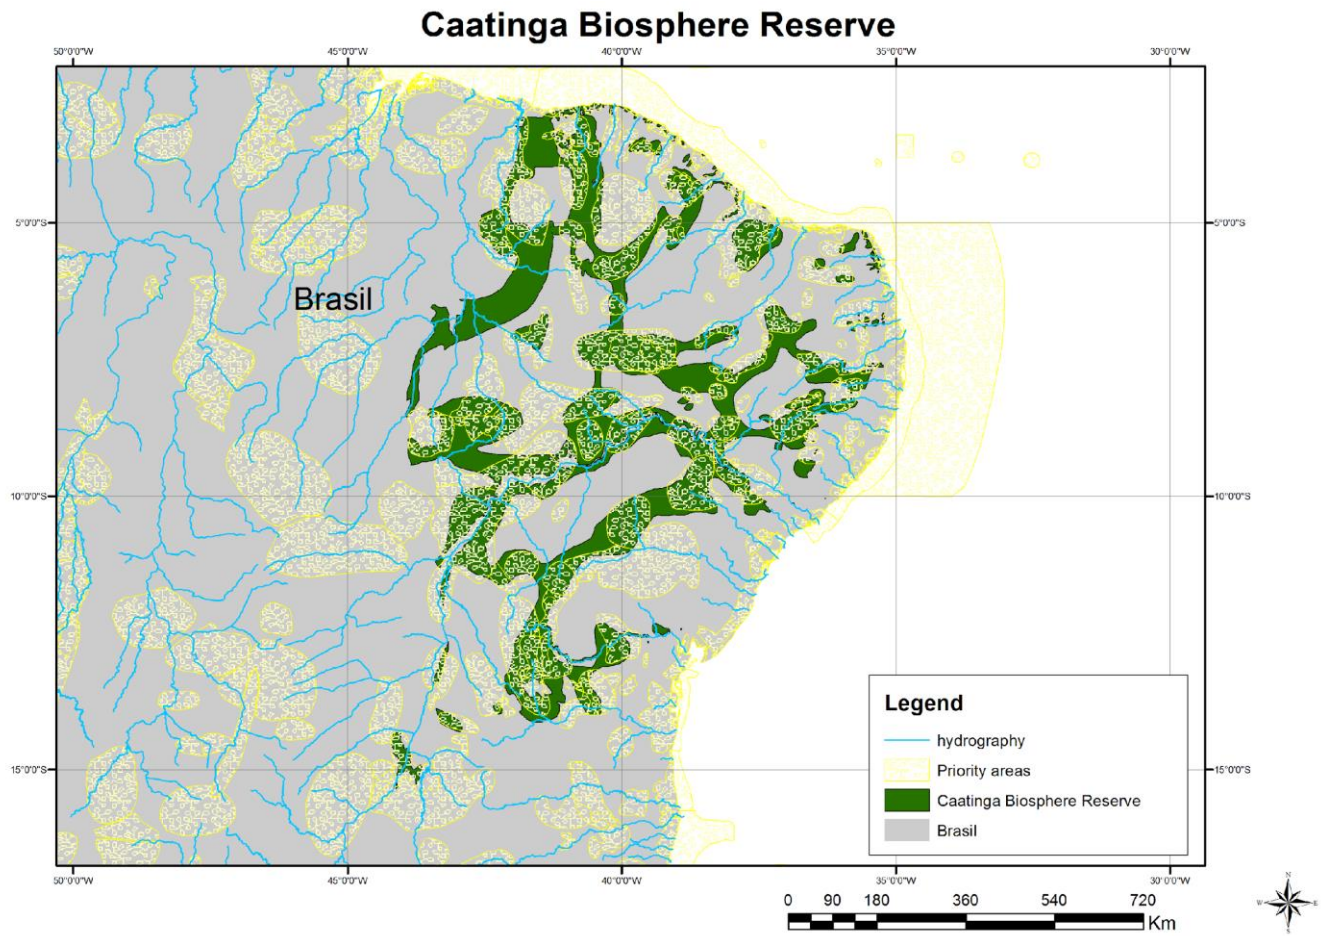 Caatinga Biosphere Reserve
50°0'0"W 45°0'0"W 40°0'0"W 35°0'0"W 30°0'0"W
5°0'0"S 5°0'0"S
Brasil
10°0'0"S 10°0'0"S
Legend
hydrography
15°0'0"S Priority areas 15°0'0"S
Caatinga Biosphere Reserve
Brasil
50°0'0"W 45°0'0"W 40°0'0"W 35°0'0"W 30°0'0"W
N
0 90 180 360 540 720
W E
Km
S